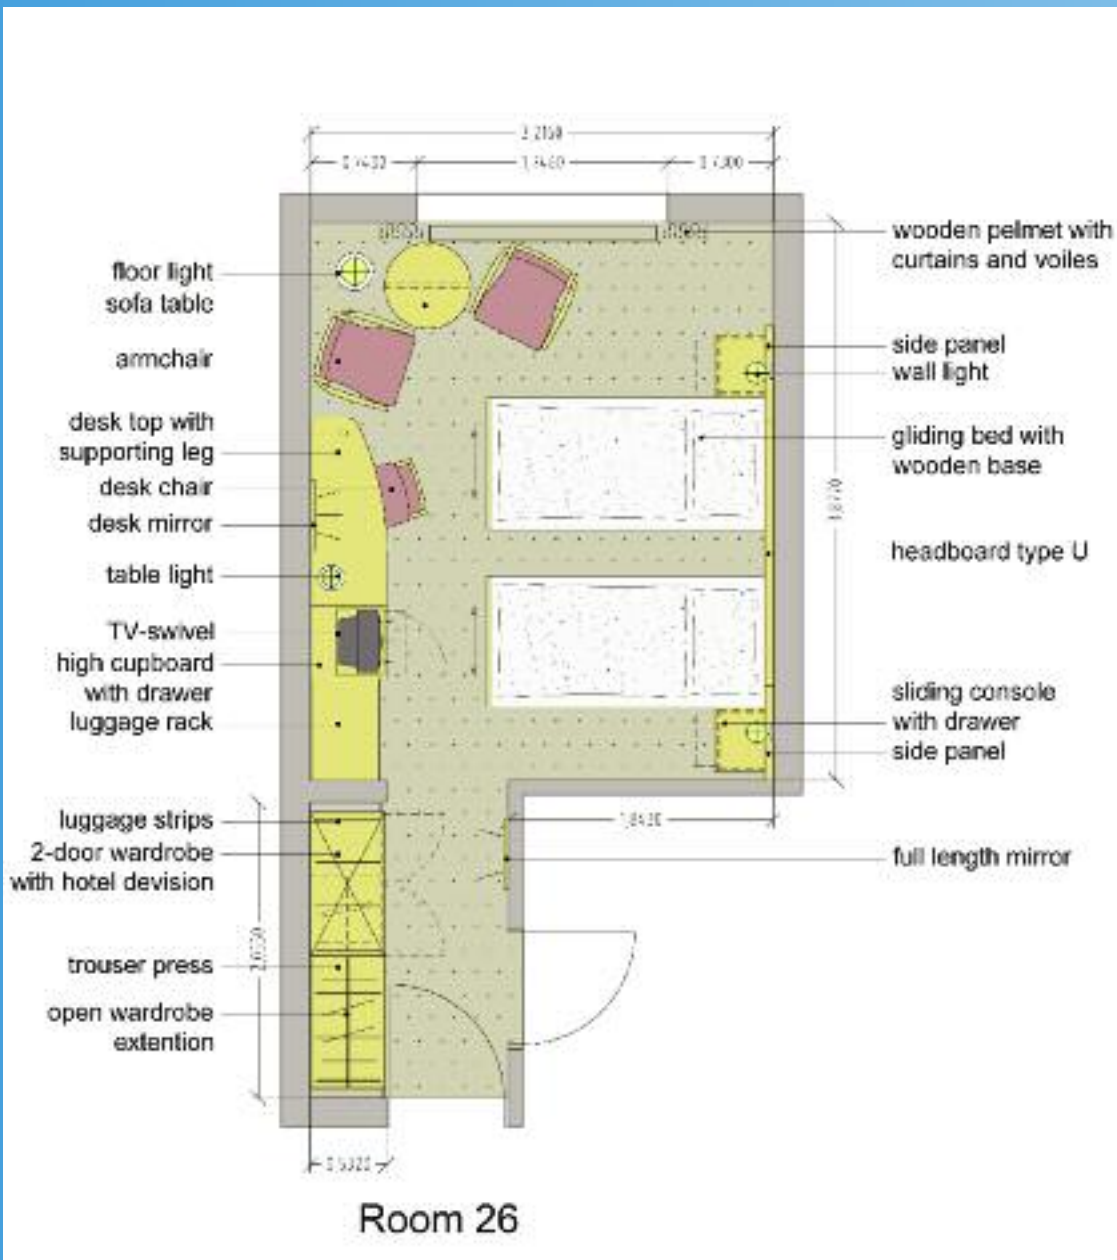 floor light
sofa table
armchair
desk top with
supporting leg
desk chair
desk mirror
table light
TV-swivel
high cupboard
with drawer
luggage rack
luggage strips
2-door wardrobe
with hotel devision
trouser press
open wardrobe
extention
wooden pelmet with
curtains and voiles
side panel
wall light
gliding bed with
wooden base
headboard type U
sliding console
with drawer
side panel
full length mirror
Room 26